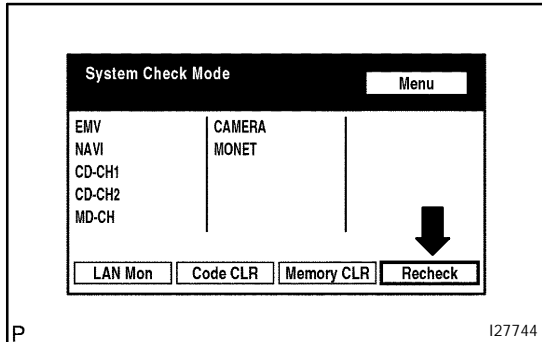 System Check Mode
Menu
EMV
NAVI
CD-CH1
CD-CH2
MD-CH
CAMERA
MONET
LAN Mon
Code CLR
Memory CLR
Recheck
P
I27744